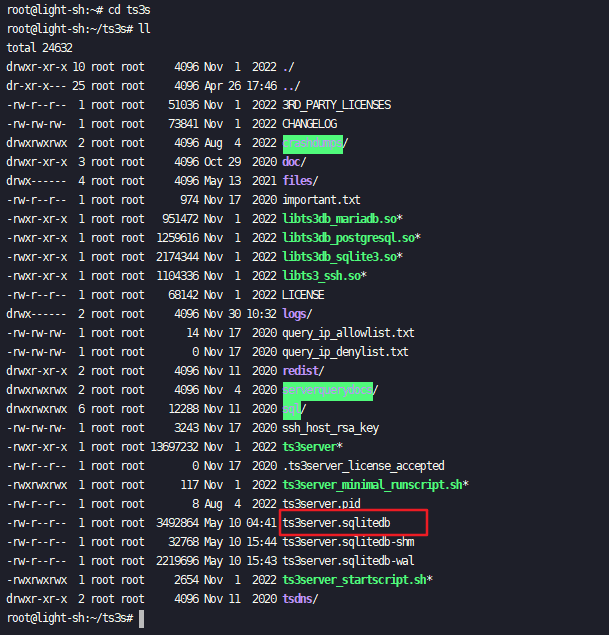 root@light-sh:~# cd ts3s
root@light-sh:~/ts3s# ll
total 24632
drwxr-xr-x 10 root root     4096 Nov  1  2022 ./
dr-xr-x--- 25 root root     4096 Apr 26 17:46 ../
-rw-r--r--  1 root root    51036 Nov  1  2022 3RD_PARTY_LICENSES
-rw-rw-rw-  1 root root    73841 Nov  1  2022 CHANGELOG
drwxrwxrwx  2 root root     4096 Aug  4  2022 crashdumps/
drwxr-xr-x  3 root root     4096 Oct 29  2020 doc/
drwx------  4 root root     4096 May 13  2021 files/
-rw-r--r--  1 root root      974 Nov 17  2020 important.txt
-rwxr-xr-x  1 root root   951472 Nov  1  2022 libts3db_mariadb.so*
-rwxr-xr-x  1 root root  1259616 Nov  1  2022 libts3db_postgresql.so*
-rwxr-xr-x  1 root root  2174344 Nov  1  2022 libts3db_sqlite3.so*
-rwxr-xr-x  1 root root  1104336 Nov  1  2022 libts3_ssh.so*
-rw-r--r--  1 root root    68142 Nov  1  2022 LICENSE
drwx------  2 root root     4096 Nov 30 10:32 logs/
-rw-rw-rw-  1 root root       14 Nov 17  2020 query_ip_allowlist.txt
-rw-rw-rw-  1 root root        0 Nov 17  2020 query_ip_denylist.txt
drwxr-xr-x  2 root root     4096 Nov 11  2020 redist/
drwxrwxrwx  2 root root     4096 Nov  4  2020 serverquerydocs/
drwxrwxrwx  6 root root    12288 Nov 11  2020 sql/
-rw-rw-rw-  1 root root     3243 Nov 17  2020 ssh_host_rsa_key
-rwxr-xr-x  1 root root 13697232 Nov  1  2022 ts3server*
-rw-r--r--  1 root root        0 Nov 17  2020 .ts3server_license_accepted
-rwxrwxrwx  1 root root      117 Nov  1  2022 ts3server_minimal_runscript.sh*
-rw-r--r--  1 root root        8 Aug  4  2022 ts3server.pid
-rw-r--r--  1 root root  3492864 May 10 04:41 ts3server.sqlitedb
-rw-r--r--  1 root root    32768 May 10 15:44 ts3server.sqlitedb-shm
-rw-r--r--  1 root root  2219696 May 10 15:43 ts3server.sqlitedb-wal
-rwxrwxrwx  1 root root     2654 Nov  1  2022 ts3server_startscript.sh*
drwxr-xr-x  2 root root     4096 Nov 11  2020 tsdns/
root@light-sh:~/ts3s#